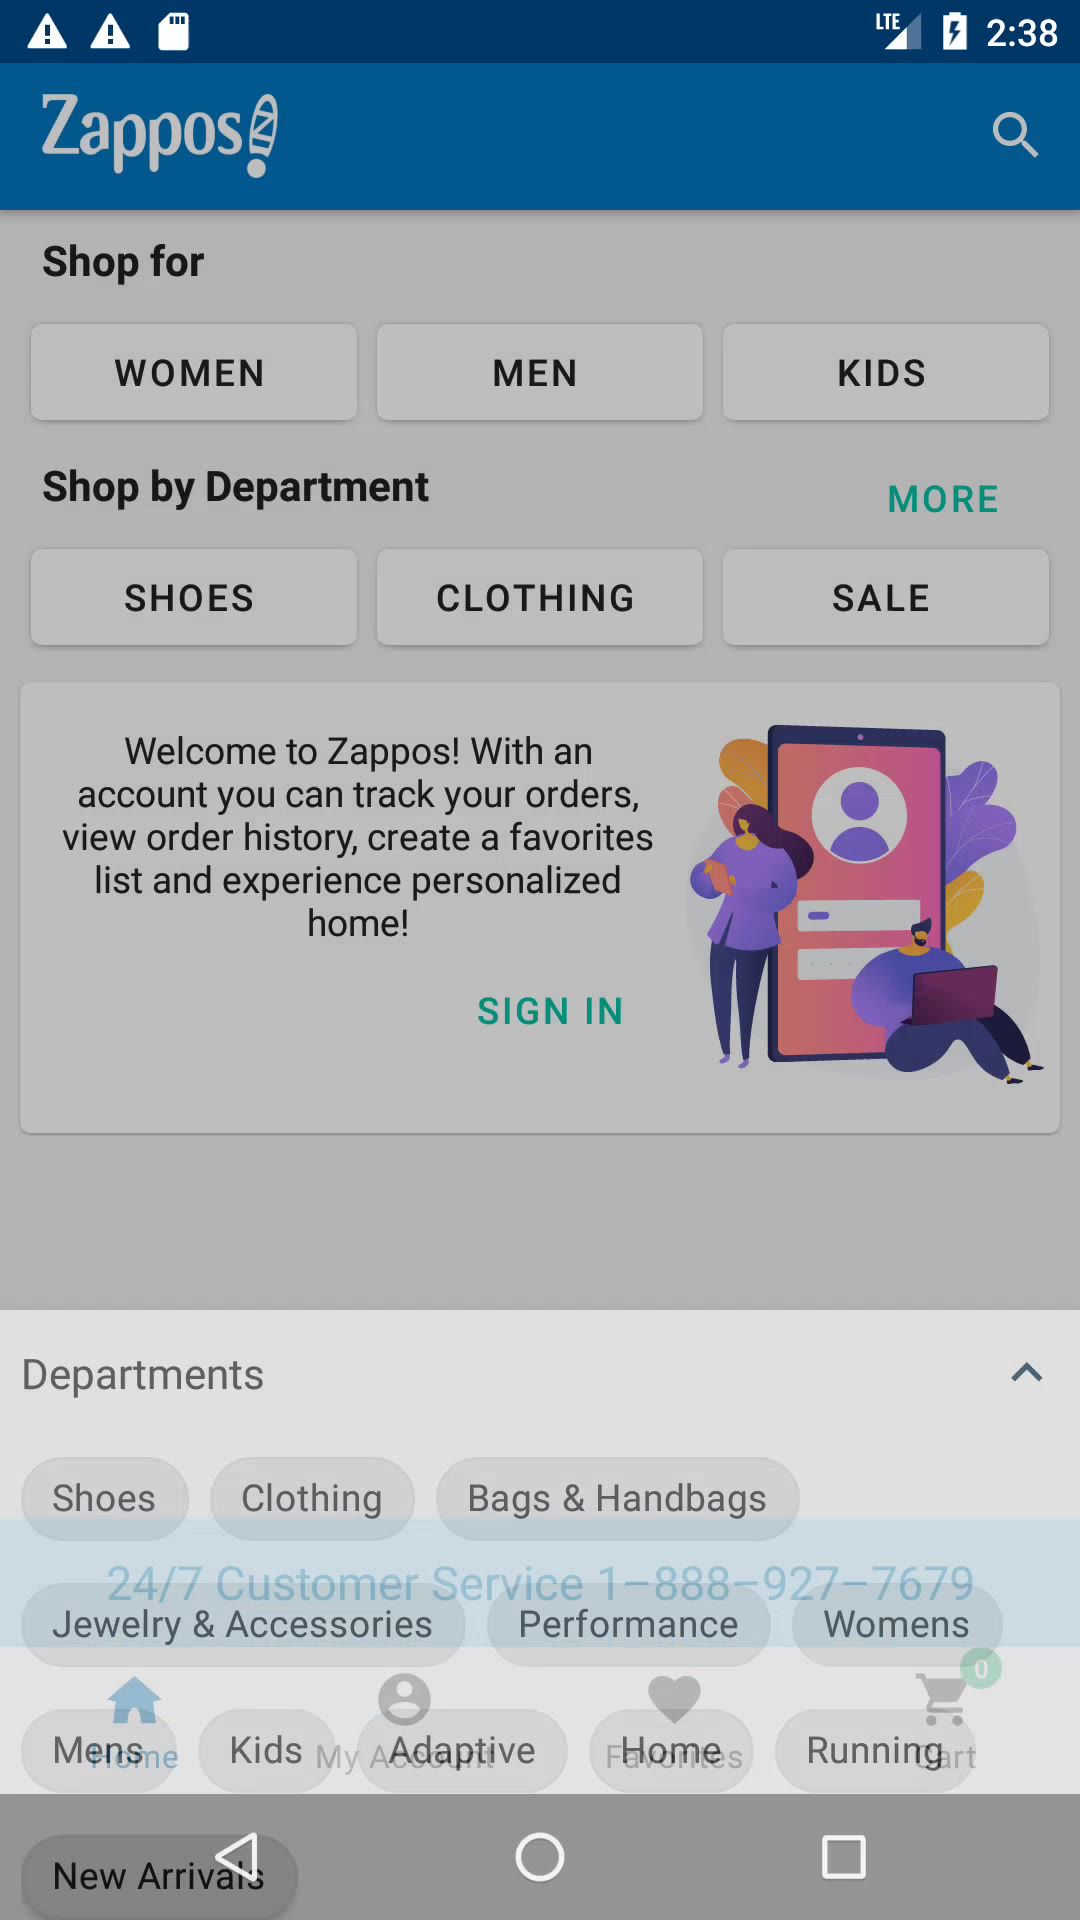 LTE 2:38
Zappos
Shop for
WOMEN MEN KIDS
Shop by Department MORE
SHOES CLOTHING SALE
Welcome to Zappos! With an
account you can track your orders,
view order history, create a favorites
list and experience personalized
home!
SIGN IN
Departments
Shoes Clothing Bags & Handbags
24/7 Customer Service 1-888-927-7679
Jewelry & Accessories Performance Womens
0
Mens Kids Adaptive Home Running
Home My Account Favorites Cart
New Arrivals